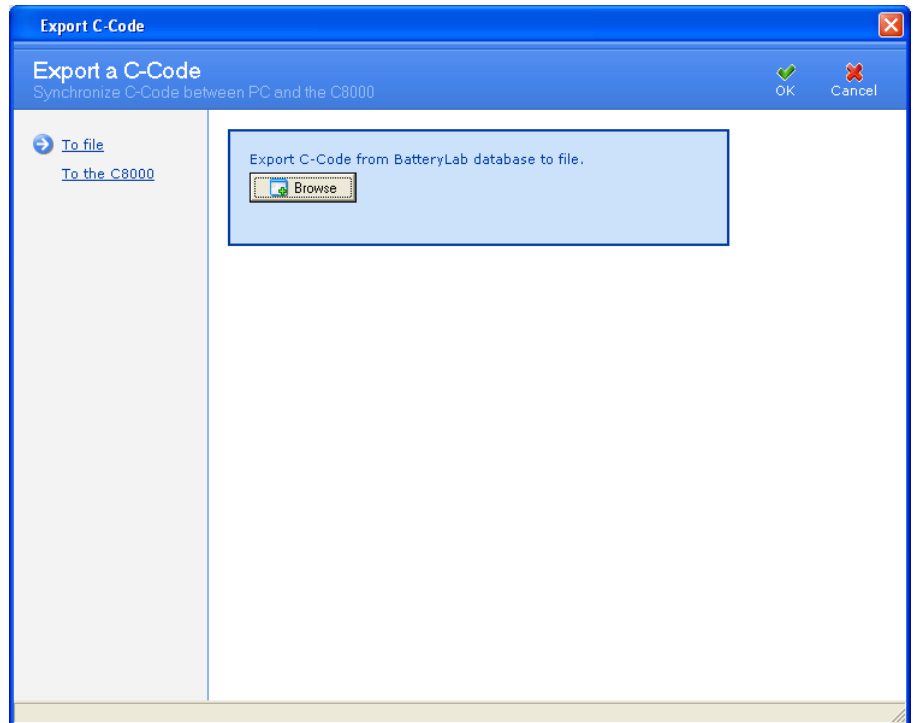 Export C-Code
Export a C-Code
Synchronize C-Code between PC and the C8000
OK
Cancel
To file
To the C8000
Export C-Code from BatteryLab database to file.
Browse